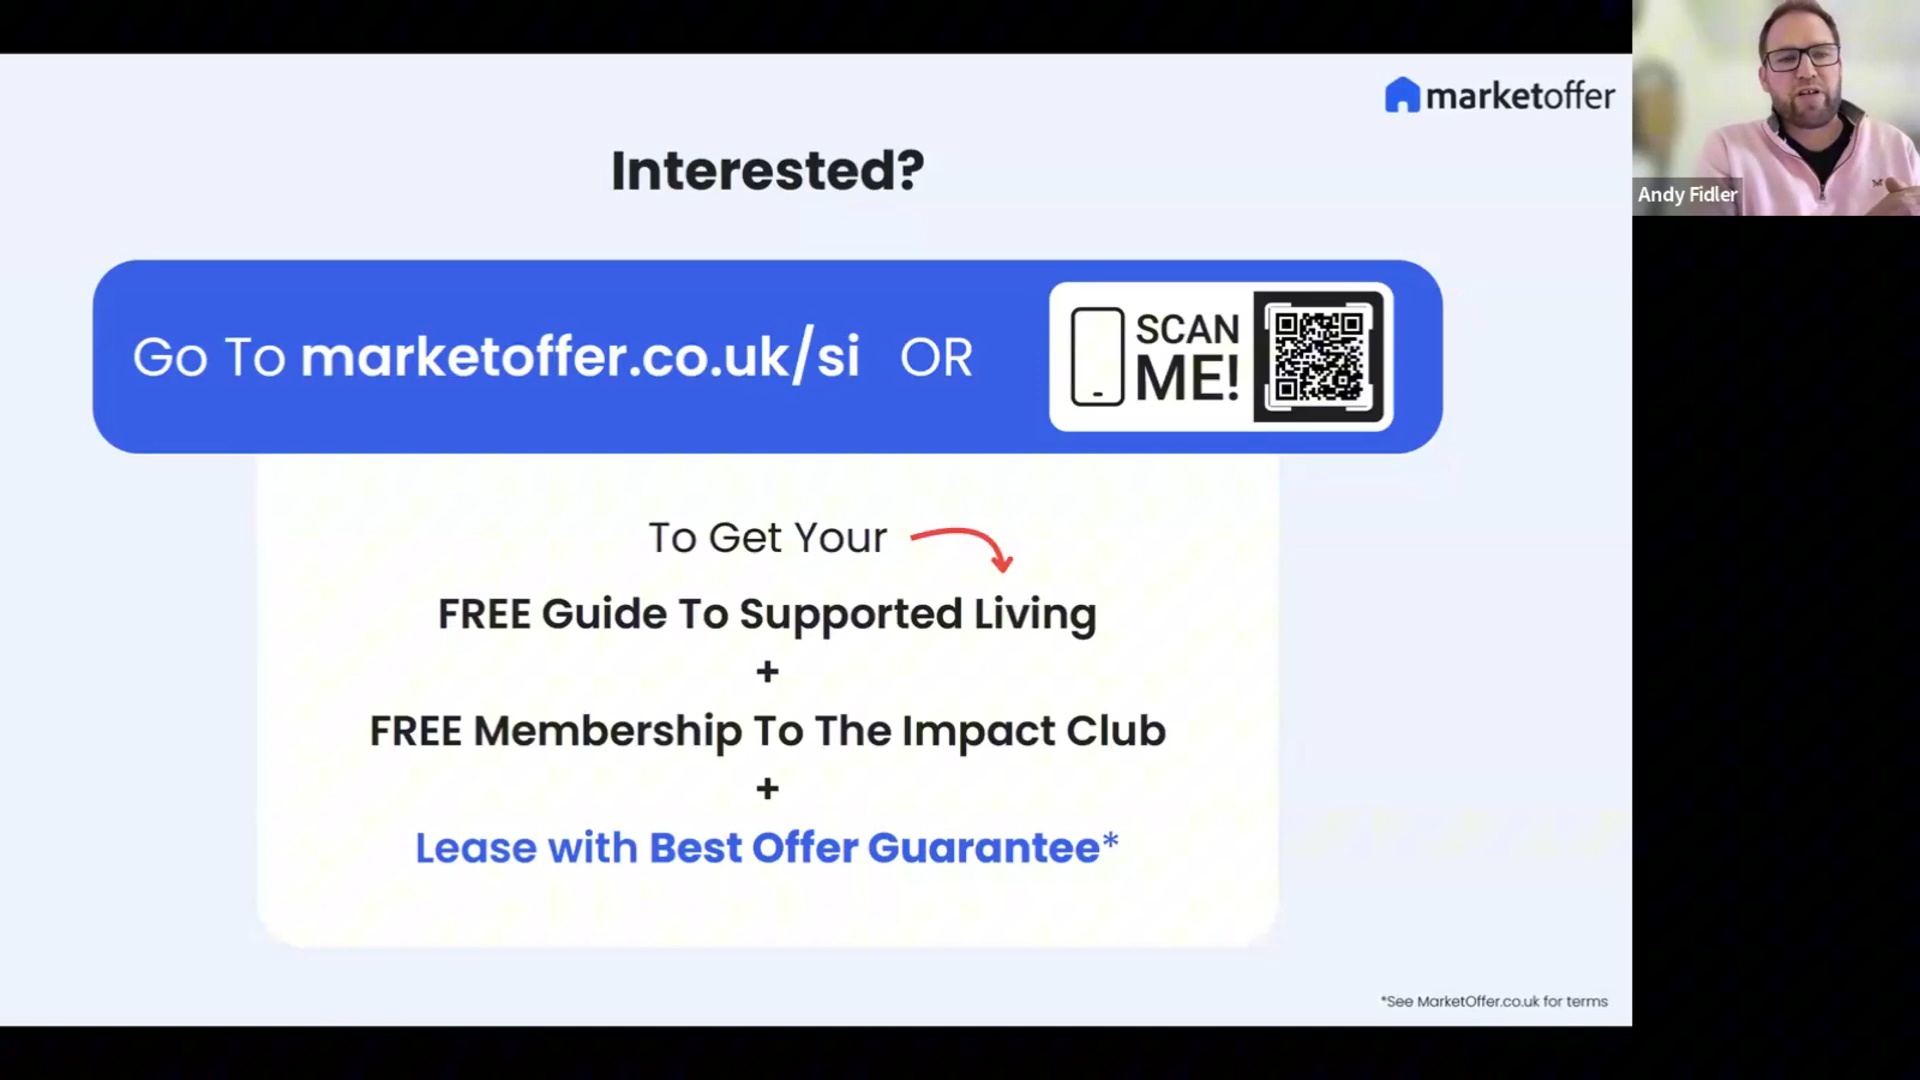 marketoffer
Interested?
Go To marketoffer.co.uk/si OR
SCAN
ME!
To Get Your
FREE Guide To Supported Living
+
FREE Membership To The Impact Club
+
Lease with Best Offer Guarantee*
*See MarketOffer.co.uk for terms
Andy Fidler